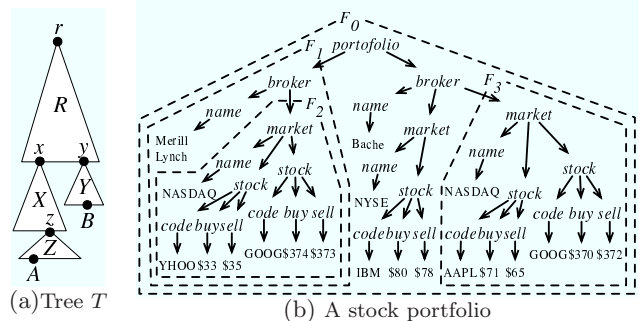 r
R
x
y
X
Y
z
B
Z
A
(a)Tree T
F0
F1
portofolio
broker
broker
F3
name
F2
name
market
market
market
Merill
Lynch
Bache
name
stock
name
name
stock
NASDAQ
stock
NYSE
stock
NASDAQ
stock
code buy sell
code buy sell
code buy sell
code buy sell
code buy sell
YHOO $33 $35
GOOG $374 $373
IBM $80 $78
AAPL $71 $65
GOOG $370 $372
(b) A stock portfolio